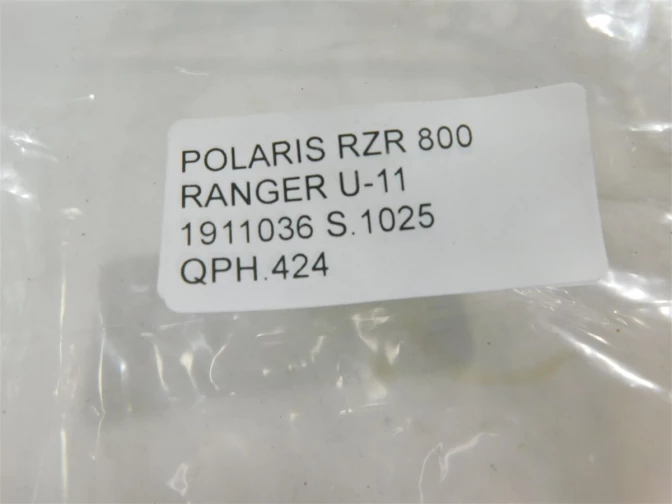 POLARIS RZR 800
RANGER U-11
1911036 S.1025
QPH.424